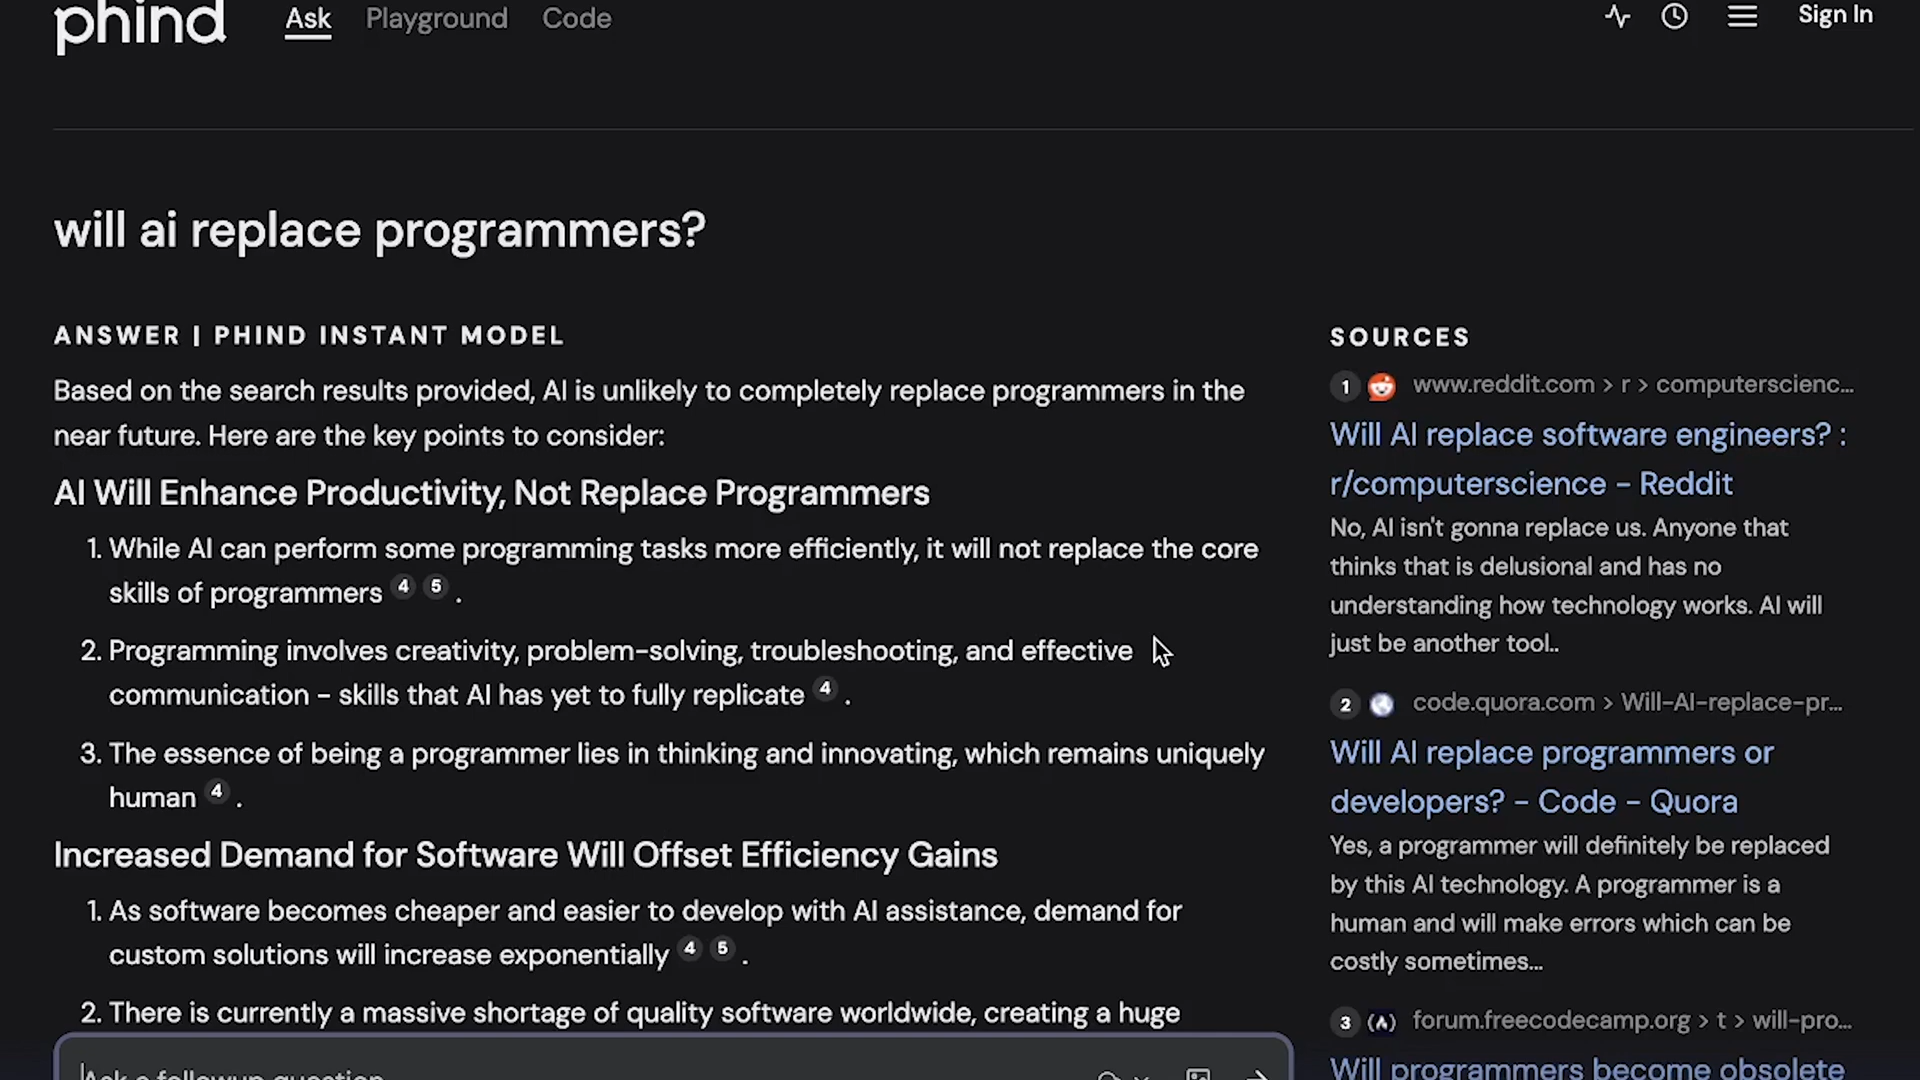 phind
Ask Playground Code
Sign In
will ai replace programmers?
ANSWER | PHIND INSTANT MODEL
Based on the search results provided, AI is unlikely to completely replace programmers in the
near future. Here are the key points to consider:
AI Will Enhance Productivity, Not Replace Programmers
1. While AI can perform some programming tasks more efficiently, it will not replace the core
skills of programmers 4 5 .
2. Programming involves creativity, problem-solving, troubleshooting, and effective
communication – skills that AI has yet to fully replicate 4 .
3. The essence of being a programmer lies in thinking and innovating, which remains uniquely
human 4 .
Increased Demand for Software Will Offset Efficiency Gains
1. As software becomes cheaper and easier to develop with AI assistance, demand for
custom solutions will increase exponentially 4 5 .
2. There is currently a massive shortage of quality software worldwide, creating a huge
Ask a followup question
SOURCES
1 www.reddit.com > r > computerscienc...
Will AI replace software engineers? :
r/computerscience – Reddit
No, AI isn't gonna replace us. Anyone that
thinks that is delusional and has no
understanding how technology works. AI will
just be another tool..
2 code.quora.com > Will-AI-replace-pr...
Will AI replace programmers or
developers? – Code – Quora
Yes, a programmer will definitely be replaced
by this AI technology. A programmer is a
human and will make errors which can be
costly sometimes...
3 forum.freecodecamp.org > t > will-pro...
Will programmers become obsolete